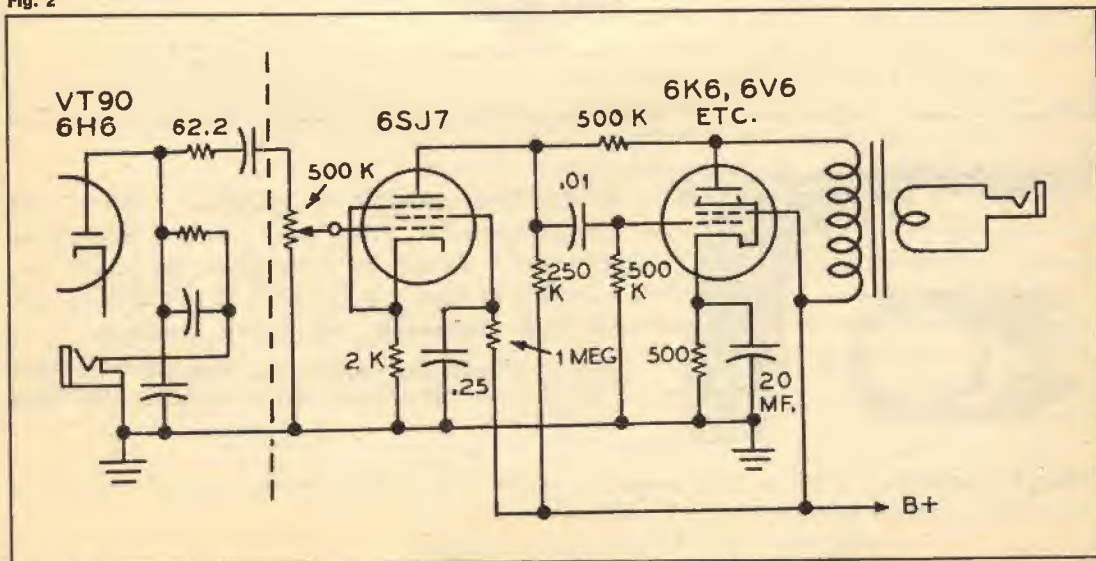 Fig. 2
VT90
6H6
62.2
500 K
6SJ7
500 K
6K6, 6V6
ETC.
.01
250
K
500
K
2 K
.25
1 MEG
500
20
MF.
B+